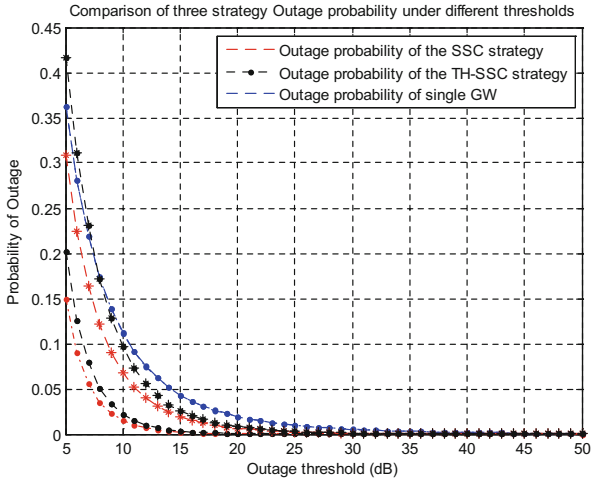 Comparison of three strategy Outage probability under different thresholds
Outage probability of the SSC strategy
Outage probability of the TH-SSC strategy
Outage probability of single GW
Probability of Outage
0.45
0.4
0.35
0.3
0.25
0.2
0.15
0.1
0.05
0
5 10 15 20 25 30 35 40 45 50
Outage threshold (dB)